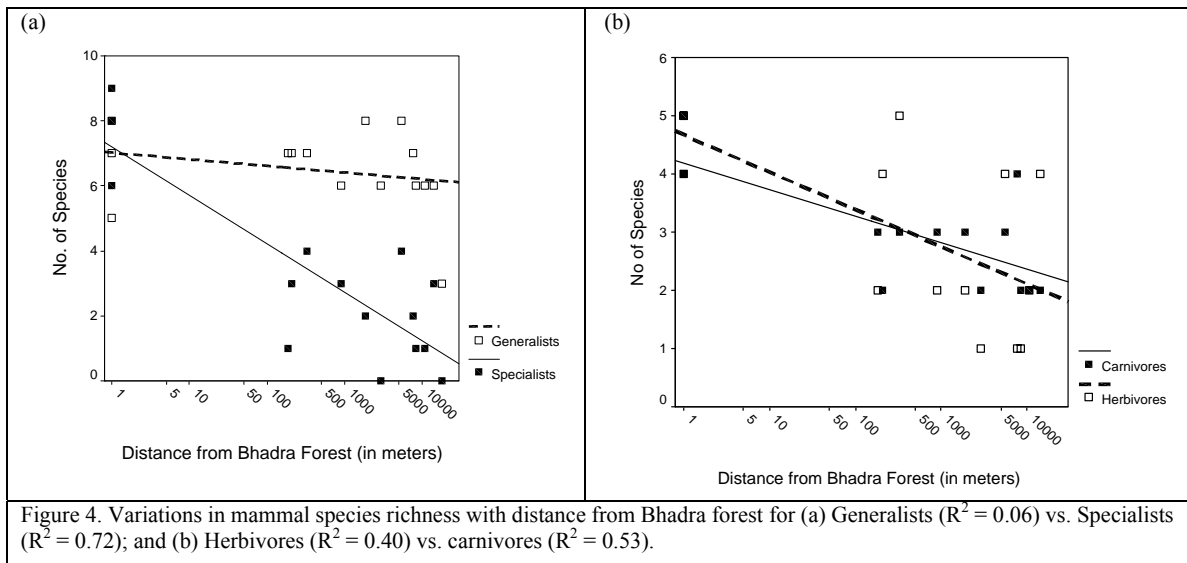 (a)
10
8
6
4
2
0
No. of Species
1 5 10 50 100 500 1000 5000 10000
Distance from Bhadra Forest (in meters)
Generalists
Specialists
(b)
6
5
4
3
2
1
0
No of Species
1 5 10 50 100 500 1000 5000 10000
Distance from Bhadra Forest (in meters)
Carnivores
Herbivores
Figure 4. Variations in mammal species richness with distance from Bhadra forest for (a) Generalists (R² = 0.06) vs. Specialists
(R² = 0.72); and (b) Herbivores (R² = 0.40) vs. carnivores (R² = 0.53).